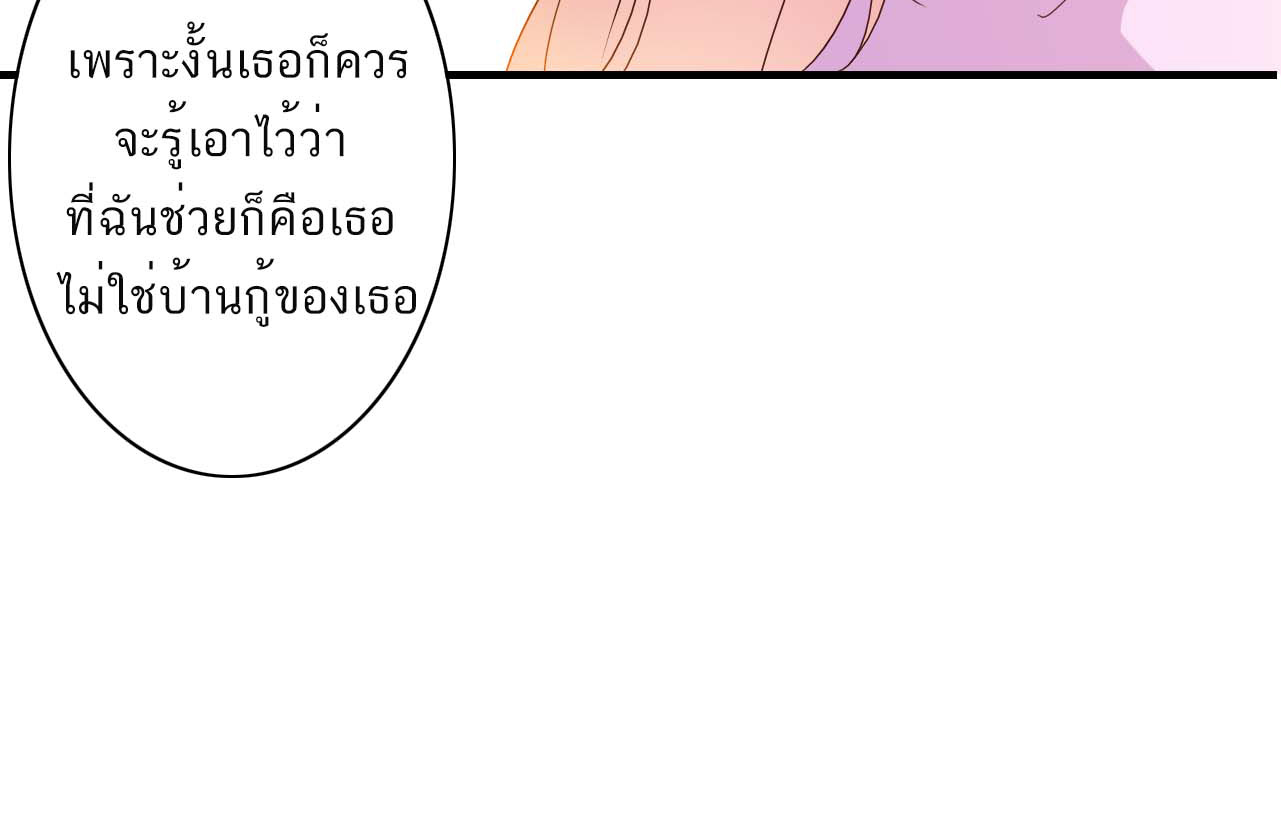 เพราะงั้นเธอก็ควร
จะรู้เอาไว้ว่า
ที่ฉันช่วยก็คือเธอ
ไม่ใช่บ้านกู้ของเธอ